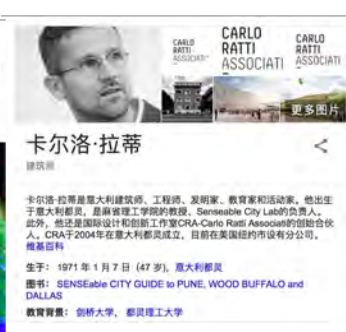 CARLO
RATTI
ASSOCIATI
CARLO
RATTI
ASSOCIATI
CARLO
RATTI
ASSOCIATI
更多图片
卡尔洛·拉蒂
建筑师
卡尔洛·拉蒂是意大利建筑师、工程师、发明家、教育家和活动家。他出生
于意大利都灵，是麻省理工学院的教授、Senseable City Lab的负责人。
此外，他还是国际设计和创新工作室CRA-Carlo Ratti Associati的创始合伙
人。CRA于2004年在意大利都灵成立，目前在美国纽约市设有分公司。
维基百科
生于： 1971 年 1 月 7 日 (47 岁)，意大利都灵
图书： SENSEable CITY GUIDE to PUNE, WOOD BUFFALO and
DALLAS
教育背景： 剑桥大学， 都灵理工大学